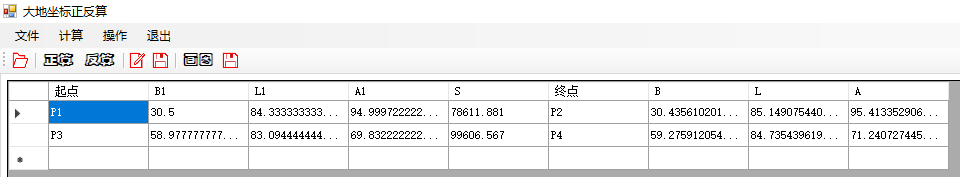 大地坐标正反算
文件 计算 操作 退出
正算 反算 画图
起点 B1 L1 A1 S 终点 B L A
P1 30.5 84.333333333... 94.999722222... 78611.881 P2 30.435610201... 85.149075440... 95.413352906...
P3 58.977777777... 83.094444444... 69.832222222... 99606.567 P4 59.275912054... 84.735439619... 71.240727445...